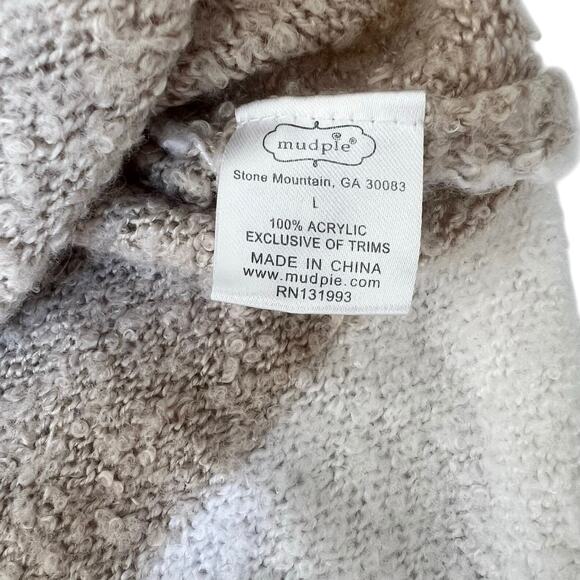 mudpie®
Stone Mountain, GA 30083
L
100% ACRYLIC
EXCLUSIVE OF TRIMS
MADE IN CHINA
www.mudpie.com
RN131993